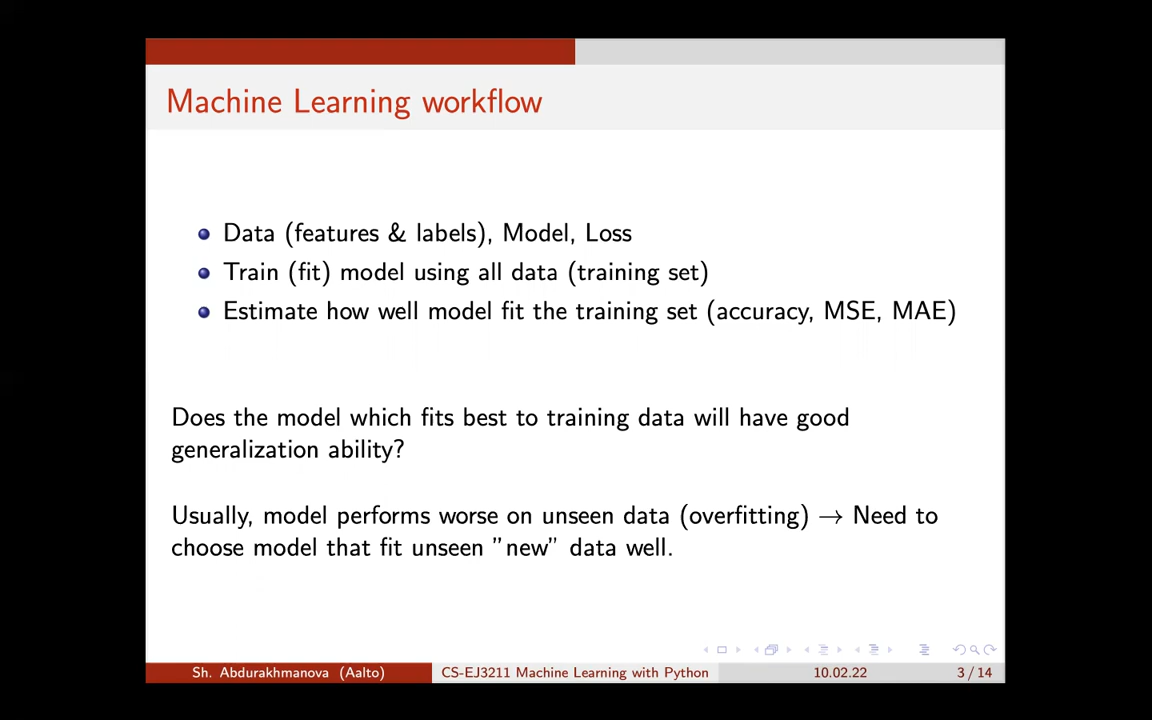 Machine Learning workflow
Data (features & labels), Model, Loss
Train (fit) model using all data (training set)
Estimate how well model fit the training set (accuracy, MSE, MAE)
Does the model which fits best to training data will have good
generalization ability?
Usually, model performs worse on unseen data (overfitting) → Need to
choose model that fit unseen ”new” data well.
Sh. Abdurakhmanova (Aalto) CS-EJ3211 Machine Learning with Python 10.02.22 3 / 14